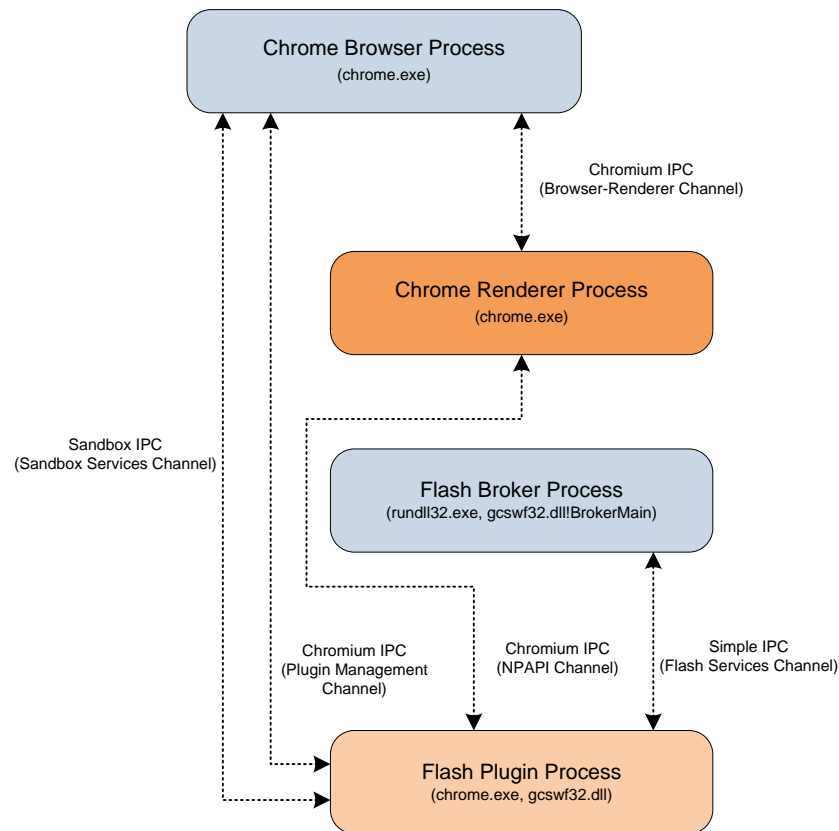 Chrome Browser Process
(chrome.exe)
Chromium IPC
(Browser-Renderer Channel)
Chrome Renderer Process
(chrome.exe)
Sandbox IPC
(Sandbox Services Channel)
Flash Broker Process
(rundll32.exe, gcswf32.dll!BrokerMain)
Chromium IPC
(Plugin Management
Channel)
Chromium IPC
(NPAPI Channel)
Simple IPC
(Flash Services Channel)
Flash Plugin Process
(chrome.exe, gcswf32.dll)